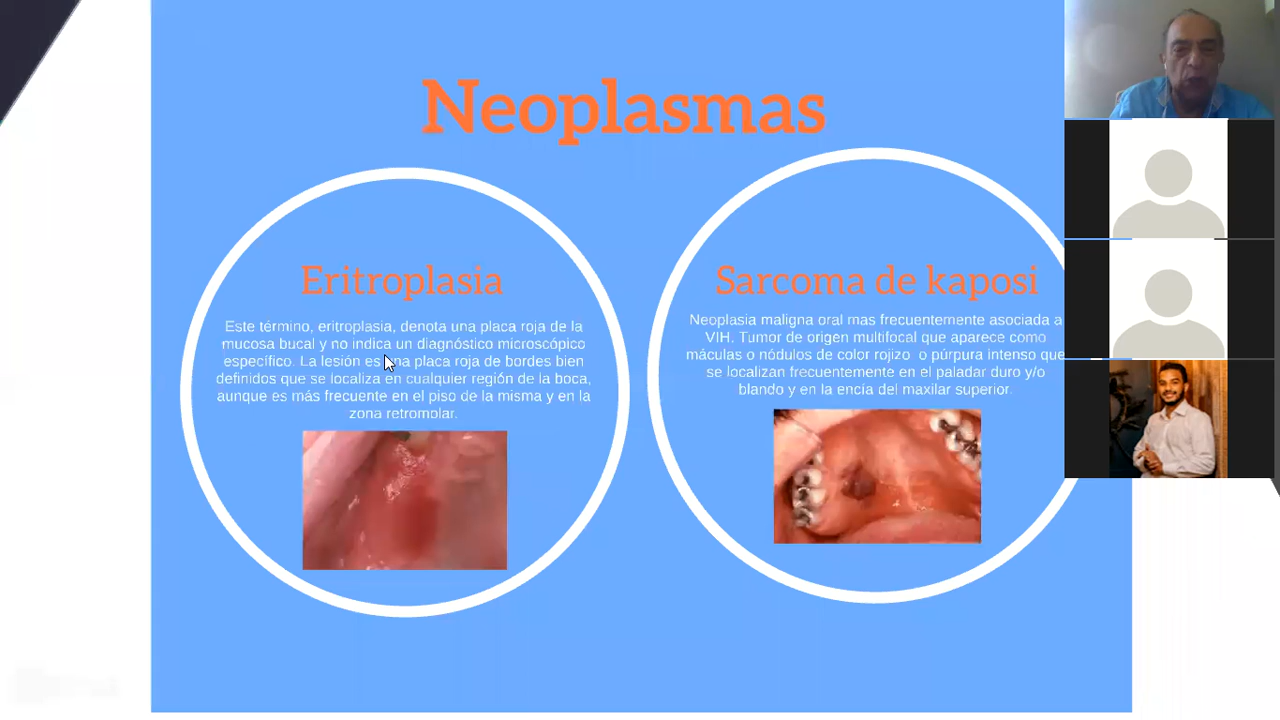 Neoplasmas
Eritroplasia
Este término, eritroplasia, denota una placa roja de la
mucosa bucal y no indica un diagnóstico microscópico
específico. La lesión es una placa roja de bordes bien
definidos que se localiza en cualquier región de la boca,
aunque es más frecuente en el piso de la misma y en la
zona retromolar.
Sarcoma de kaposi
Neoplasia maligna oral mas frecuentemente asociada a
VIH. Tumor de origen multifocal que aparece como
máculas o nódulos de color rojizo o púrpura intenso que
se localizan frecuentemente en el paladar duro y/o
blando y en la encía del maxilar superior.